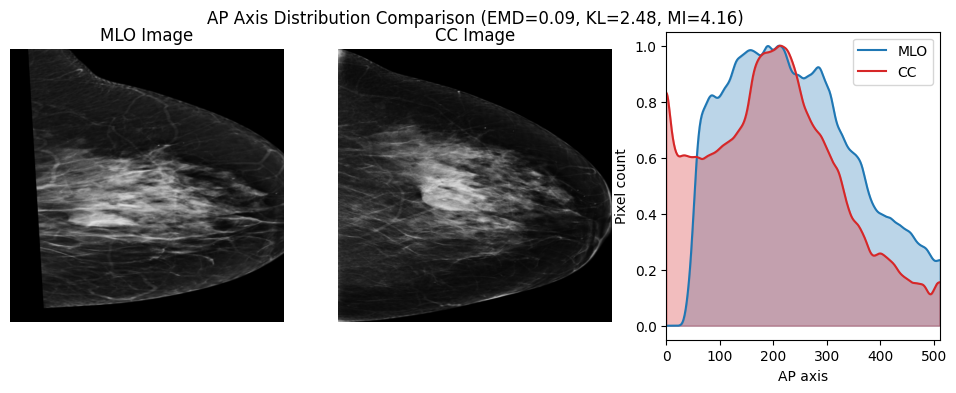 AP Axis Distribution Comparison (EMD=0.09, KL=2.48, MI=4.16)
MLO Image
CC Image
MLO
CC
Pixel count
1.0
0.8
0.6
0.4
0.2
0.0
0 100 200 300 400 500
AP axis